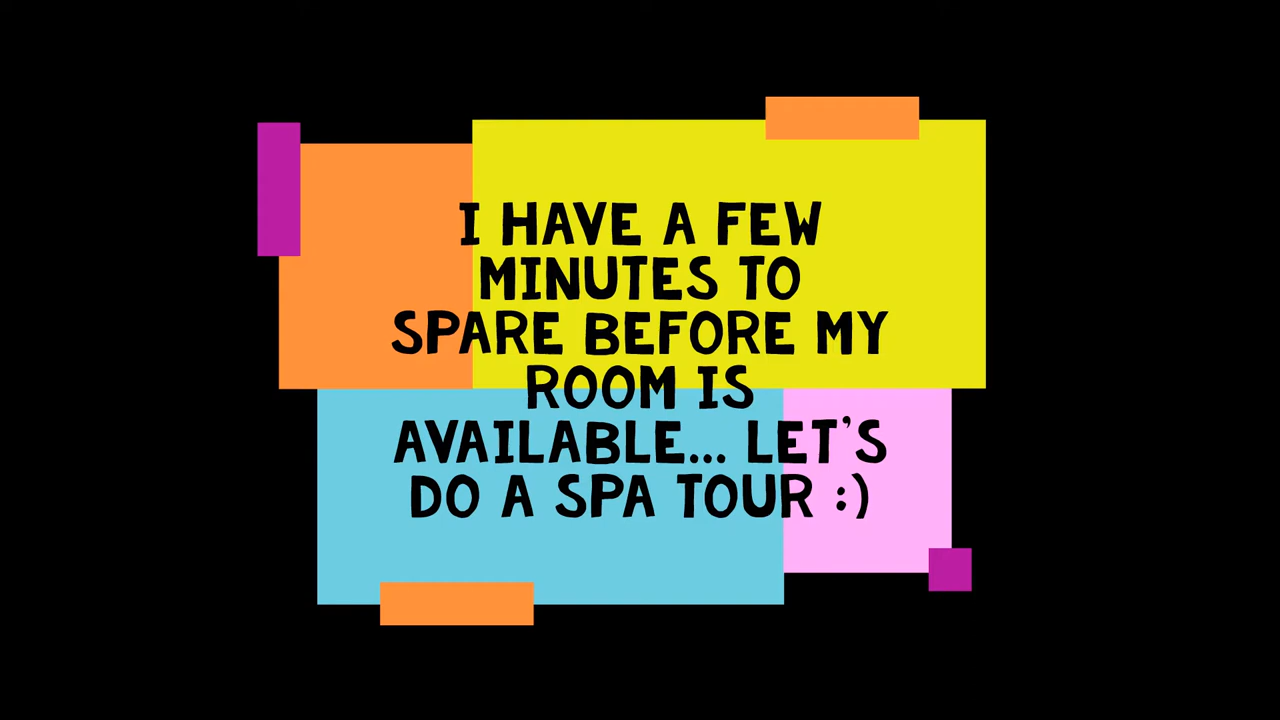 I HAVE A FEW
MINUTES TO
SPARE BEFORE MY
ROOM IS
AVAILABLE... LET'S
DO A SPA TOUR :)